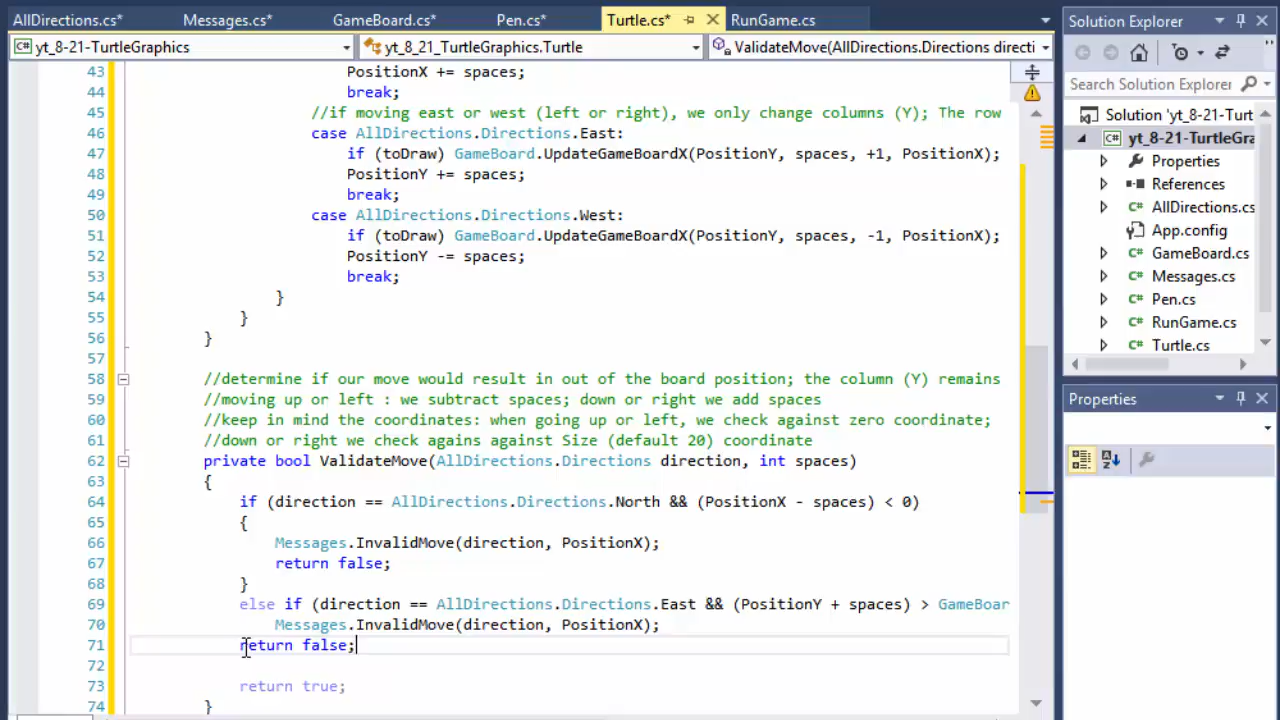 AllDirections.cs* Messages.cs* GameBoard.cs* Pen.cs* Turtle.cs* RunGame.cs
yt_8-21-TurtleGraphics yt_8_21_TurtleGraphics.Turtle ValidateMove(AllDirections.Directions directi
43 PositionX += spaces;
44 break;
45 //if moving east or west (left or right), we only change columns (Y); The row
46 case AllDirections.Directions.East:
47 if (toDraw) GameBoard.UpdateGameBoardX(PositionY, spaces, +1, PositionX);
48 PositionY += spaces;
49 break;
50 case AllDirections.Directions.West:
51 if (toDraw) GameBoard.UpdateGameBoardX(PositionY, spaces, -1, PositionX);
52 PositionY -= spaces;
53 break;
54 }
55 }
56 }
57
58 //determine if our move would result in out of the board position; the column (Y) remains
59 //moving up or left : we subtract spaces; down or right we add spaces
60 //keep in mind the coordinates: when going up or left, we check against zero coordinate;
61 //down or right we check agains against Size (default 20) coordinate
62 private bool ValidateMove(AllDirections.Directions direction, int spaces)
63 {
64 if (direction == AllDirections.Directions.North && (PositionX - spaces) < 0)
65 {
66 Messages.InvalidMove(direction, PositionX);
67 return false;
68 }
69 else if (direction == AllDirections.Directions.East && (PositionY + spaces) > GameBoar
70 Messages.InvalidMove(direction, PositionX);
71 return false;
72
73 return true;
74 }
Solution Explorer
Search Solution Explorer
Solution 'yt_8-21-Turt
C# yt_8-21-TurtleGra
Properties
References
C# AllDirections.cs
App.config
C# GameBoard.cs
C# Messages.cs
C# Pen.cs
C# RunGame.cs
C# Turtle.cs
Properties